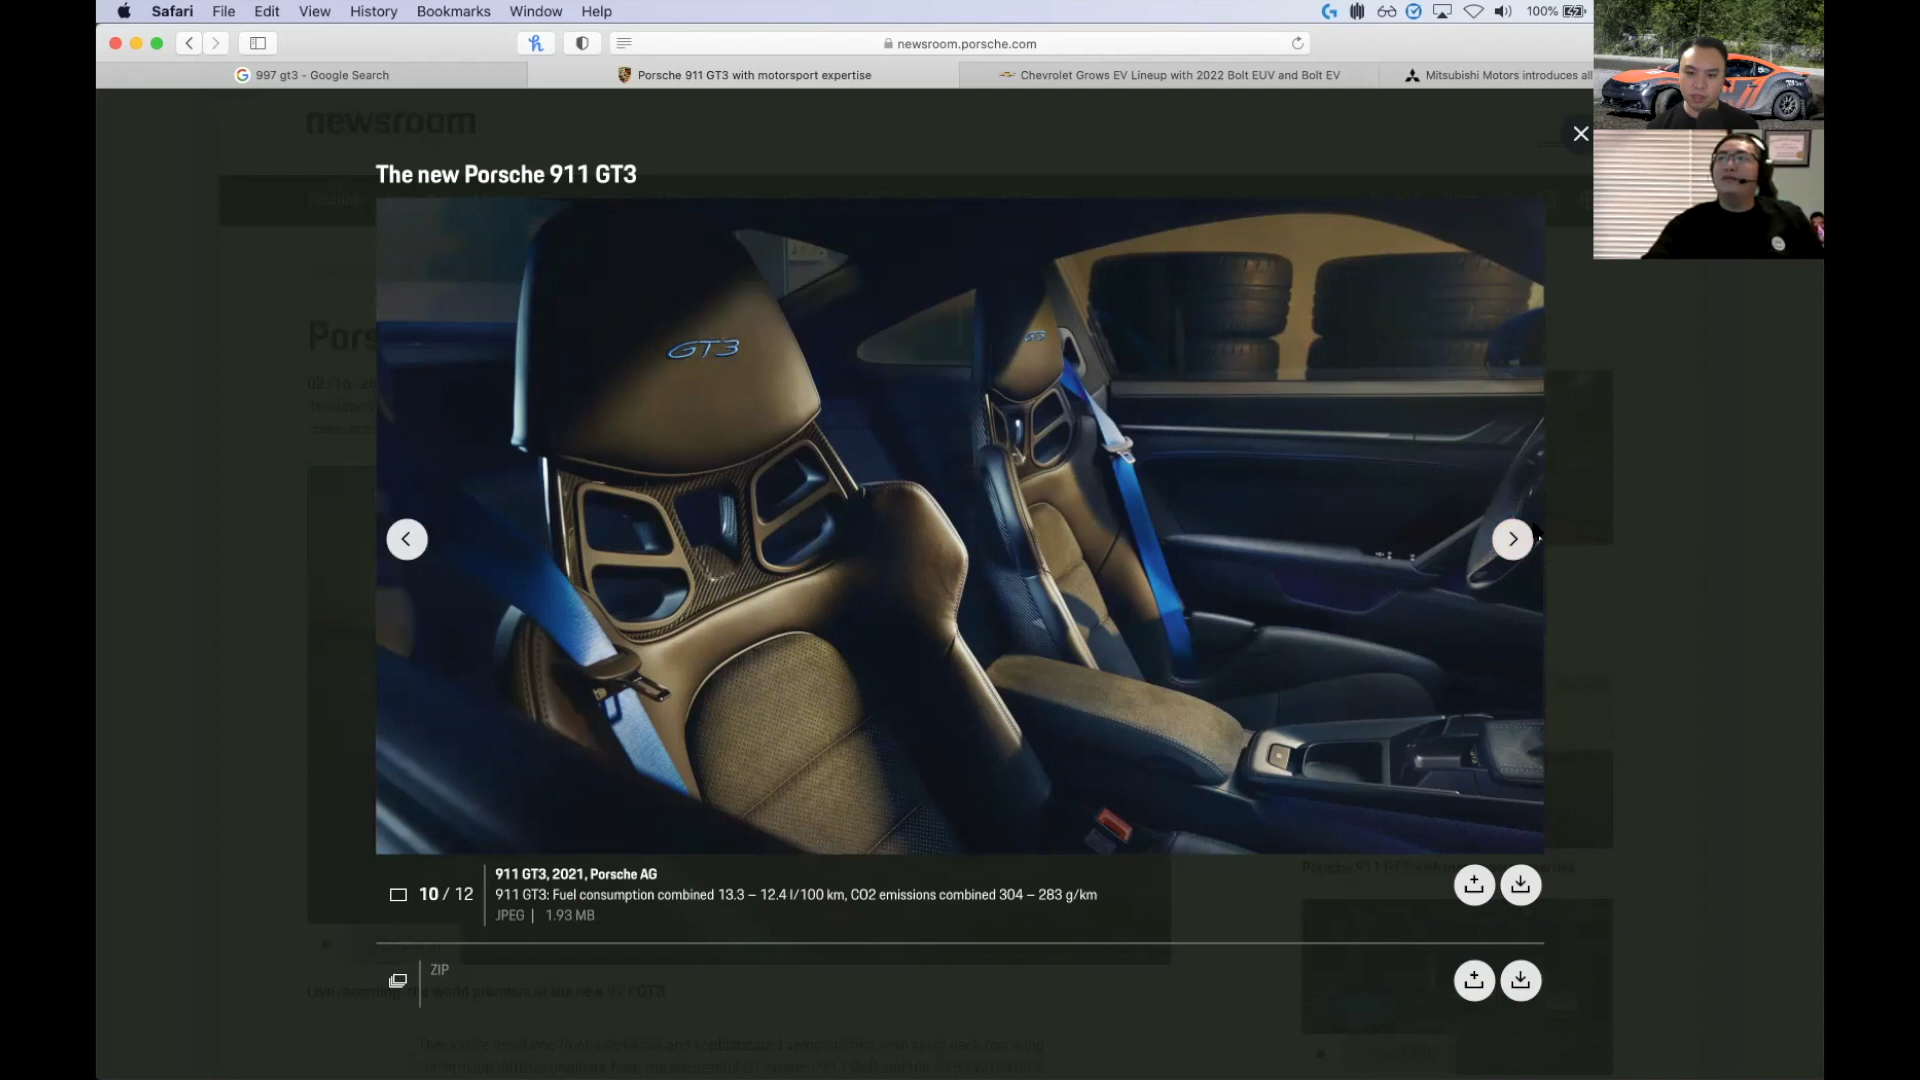 Safari File Edit View History Bookmarks Window Help
100%
newsroom.porsche.com
997 gt3 - Google Search
Porsche 911 GT3 with motorsport expertise
Chevrolet Grows EV Lineup with 2022 Bolt EUV and Bolt EV
Mitsubishi Motors introduces all
newsroom
The new Porsche 911 GT3
Pors
GT3
GT3
10 / 12
911 GT3, 2021, Porsche AG
911 GT3: Fuel consumption combined 13.3 – 12.4 l/100 km, CO2 emissions combined 304 – 283 g/km
JPEG | 1.93 MB
ZIP